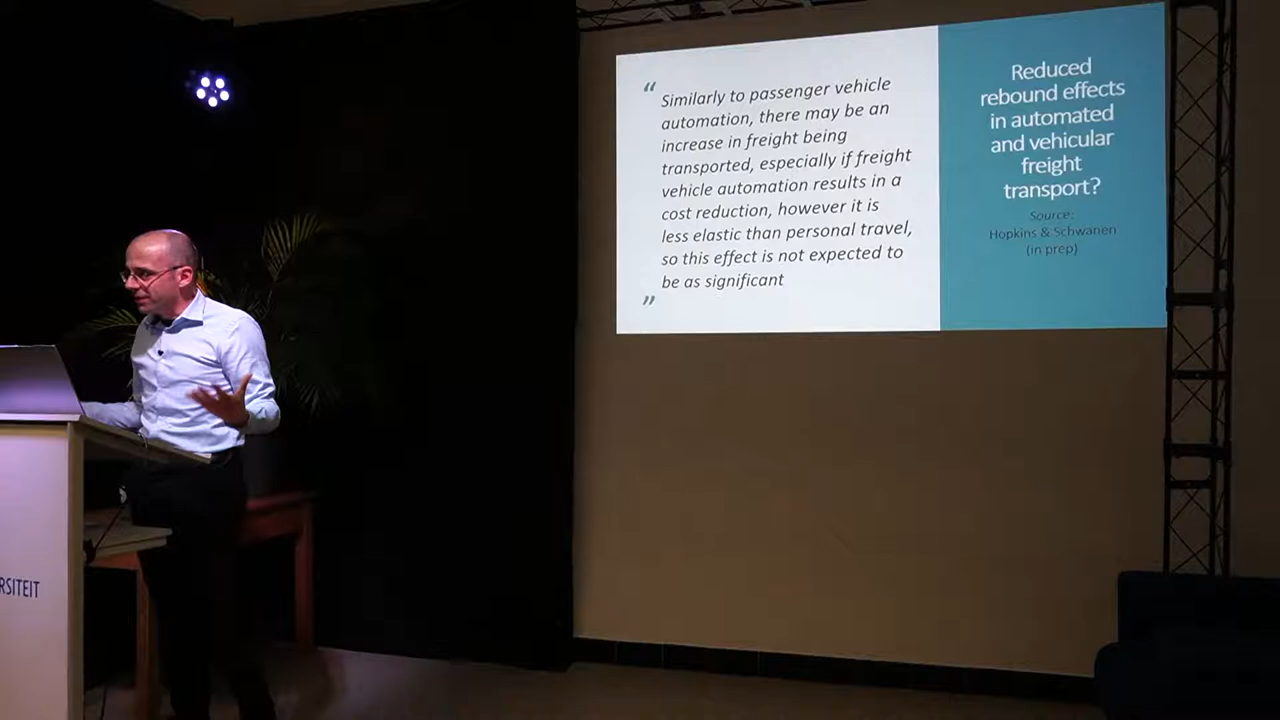 “
Similarly to passenger vehicle
automation, there may be an
increase in freight being
transported, especially if freight
vehicle automation results in a
cost reduction, however it is
less elastic than personal travel,
so this effect is not expected to
be as significant
”
Reduced
rebound effects
in automated
and vehicular
freight
transport?
Source:
Hopkins & Schwanen
(in prep)
RSITEIT